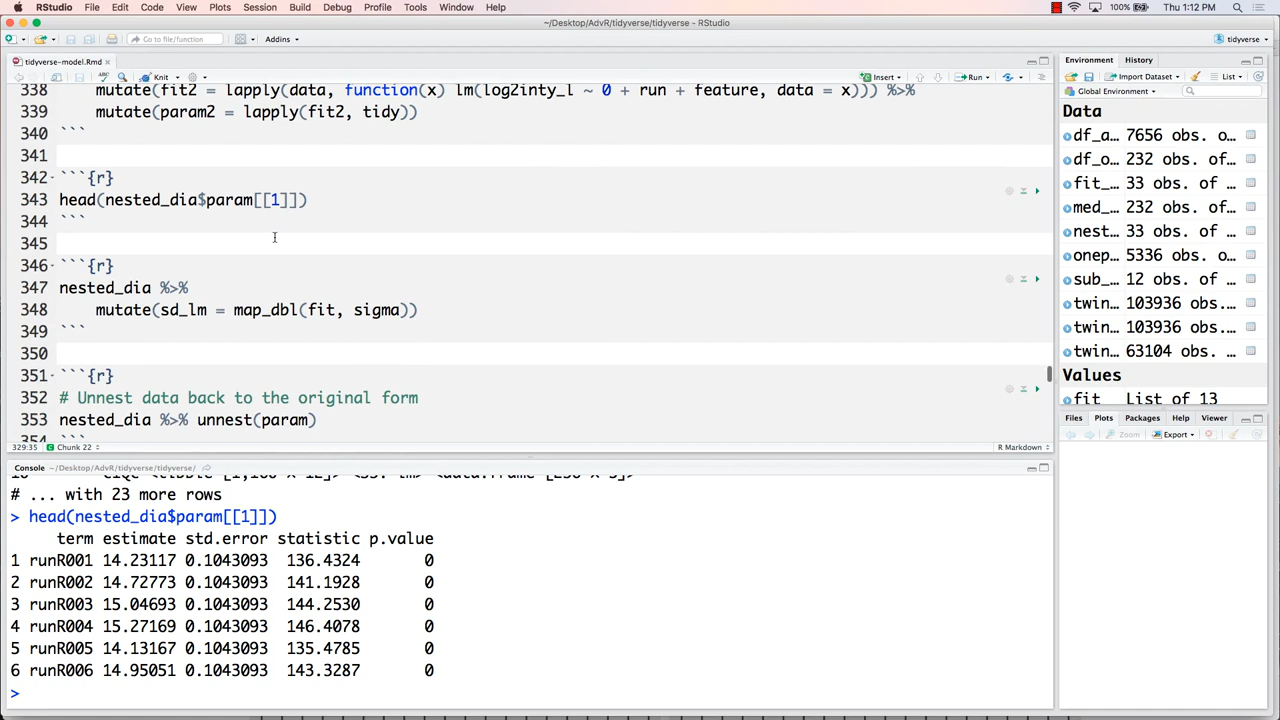 RStudio File Edit Code View Plots Session Build Debug Profile Tools Window Help 100% Thu 1:12 PM
~/Desktop/AdvR/tidyverse/tidyverse - RStudio
Go to file/function Addins tidyverse
tidyverse-model.Rmd
Knit Insert Run
338 mutate(fit2 = lapply(data, function(x) lm(log2inty_l ~ 0 + run + feature, data = x))) %>%
339 mutate(param2 = lapply(fit2, tidy))
340 ```
341
342 ```{r}
343 head(nested_dia$param[[1]])
344 ```
345
346 ```{r}
347 nested_dia %>%
348 mutate(sd_lm = map_dbl(fit, sigma))
349 ```
350
351 ```{r}
352 # Unnest data back to the original form
353 nested_dia %>% unnest(param)
354 ```
329:35 Chunk 22 R Markdown
Console ~/Desktop/AdvR/tidyverse/tidyverse/
# ... with 23 more rows
> head(nested_dia$param[[1]])
term estimate std.error statistic p.value
1 runR001 14.23117 0.1043093 136.4324 0
2 runR002 14.72773 0.1043093 141.1928 0
3 runR003 15.04693 0.1043093 144.2530 0
4 runR004 15.27169 0.1043093 146.4078 0
5 runR005 14.13167 0.1043093 135.4785 0
6 runR006 14.95051 0.1043093 143.3287 0
>
Environment History
Import Dataset List
Global Environment
Data
df_a... 7656 obs. o...
df_o... 232 obs. of...
fit_... 33 obs. of ...
med_... 232 obs. of...
nest... 33 obs. of ...
onep... 5336 obs. o...
sub_... 12 obs. of ...
twin... 103936 obs...
twin... 103936 obs...
twin... 63104 obs. ...
Values
fit List of 13
Files Plots Packages Help Viewer
Zoom Export